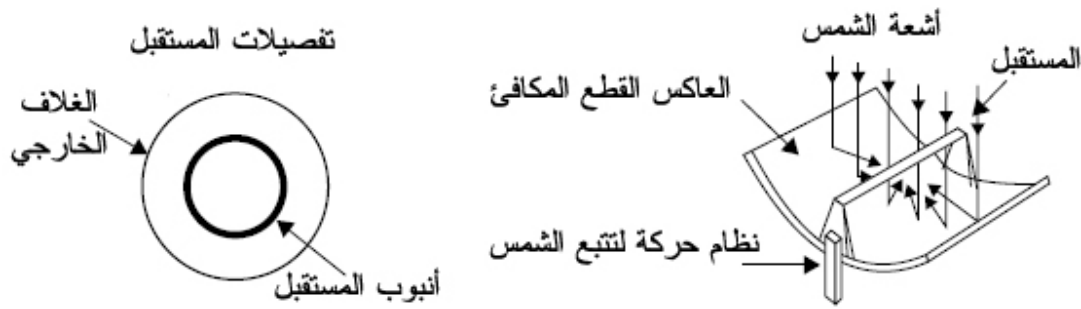 أشعة الشمس
المستقبل
العاكس القطع المكافئ
نظام حركة لتتبع الشمس
تفصيلات المستقبل
الغلاف
الخارجي
أنبوب المستقبل